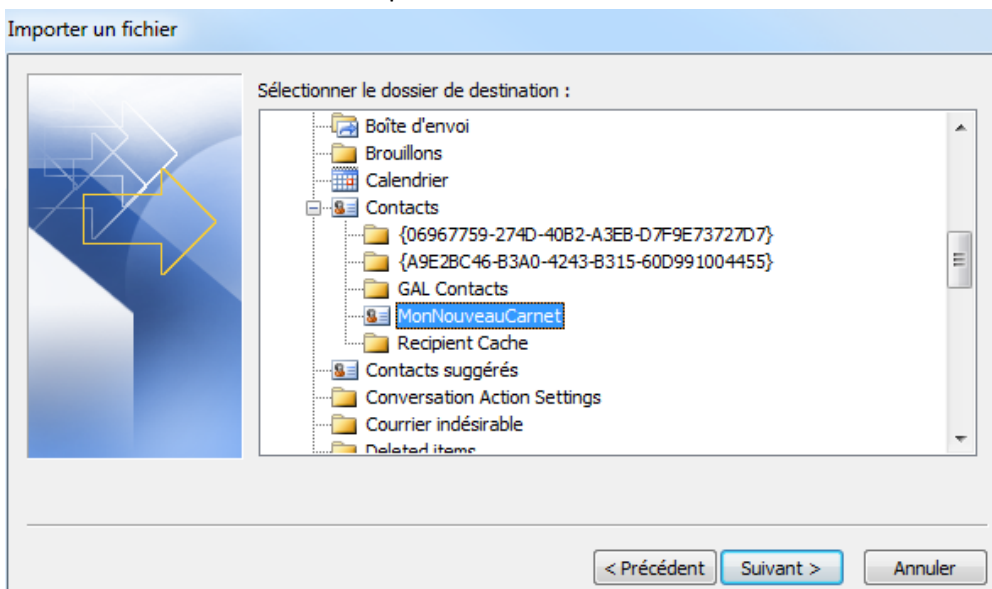 Importer un fichier
Sélectionner le dossier de destination :
Boîte d'envoi
Brouillons
Calendrier
Contacts
{06967759-274D-40B2-A3EB-D7F9E73727D7}
{A9E2BC46-B3A0-4243-B315-60D991004455}
GAL Contacts
MonNouveauCarnet
Recipient Cache
Contacts suggérés
Conversation Action Settings
Courrier indésirable
Deleted items
< Précédent Suivant > Annuler